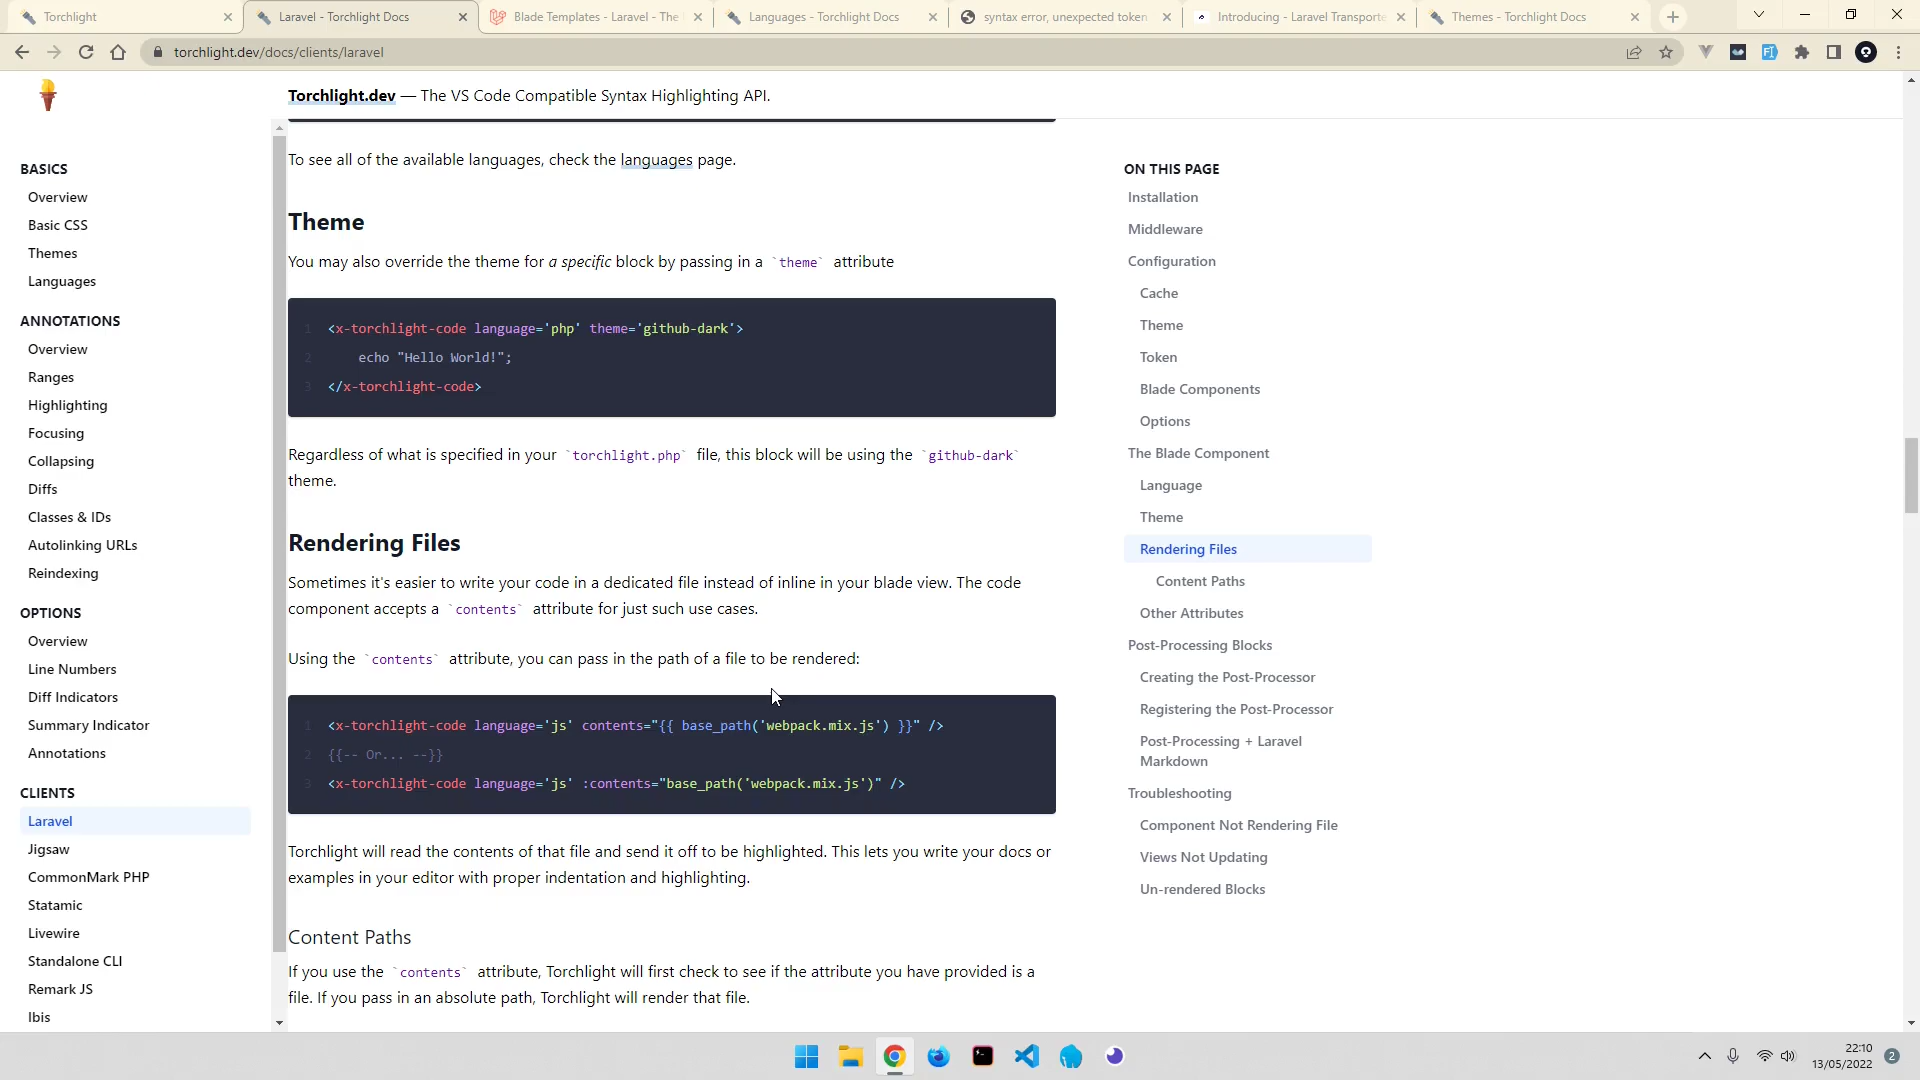 Torchlight
Laravel - Torchlight Docs
Blade Templates - Laravel - The
Languages - Torchlight Docs
syntax error, unexpected token
Introducing - Laravel Transporte
Themes - Torchlight Docs
torchlight.dev/docs/clients/laravel
Torchlight.dev — The VS Code Compatible Syntax Highlighting API.
BASICS
Overview
Basic CSS
Themes
Languages
ANNOTATIONS
Overview
Ranges
Highlighting
Focusing
Collapsing
Diffs
Classes & IDs
Autolinking URLs
Reindexing
OPTIONS
Overview
Line Numbers
Diff Indicators
Summary Indicator
Annotations
CLIENTS
Laravel
Jigsaw
CommonMark PHP
Statamic
Livewire
Standalone CLI
Remark JS
Ibis
To see all of the available languages, check the languages page.
Theme
You may also override the theme for a specific block by passing in a `theme` attribute
1 <x-torchlight-code language='php' theme='github-dark'>
2 echo "Hello World!";
3 </x-torchlight-code>
Regardless of what is specified in your `torchlight.php` file, this block will be using the `github-dark`
theme.
Rendering Files
Sometimes it's easier to write your code in a dedicated file instead of inline in your blade view. The code
component accepts a `contents` attribute for just such use cases.
Using the `contents` attribute, you can pass in the path of a file to be rendered:
1 <x-torchlight-code language='js' contents="{{ base_path('webpack.mix.js') }}" />
2 {{-- Or... --}}
3 <x-torchlight-code language='js' :contents="base_path('webpack.mix.js')" />
Torchlight will read the contents of that file and send it off to be highlighted. This lets you write your docs or
examples in your editor with proper indentation and highlighting.
Content Paths
If you use the `contents` attribute, Torchlight will first check to see if the attribute you have provided is a
file. If you pass in an absolute path, Torchlight will render that file.
ON THIS PAGE
Installation
Middleware
Configuration
Cache
Theme
Token
Blade Components
Options
The Blade Component
Language
Theme
Rendering Files
Content Paths
Other Attributes
Post-Processing Blocks
Creating the Post-Processor
Registering the Post-Processor
Post-Processing + Laravel
Markdown
Troubleshooting
Component Not Rendering File
Views Not Updating
Un-rendered Blocks
22:10
13/05/2022
2